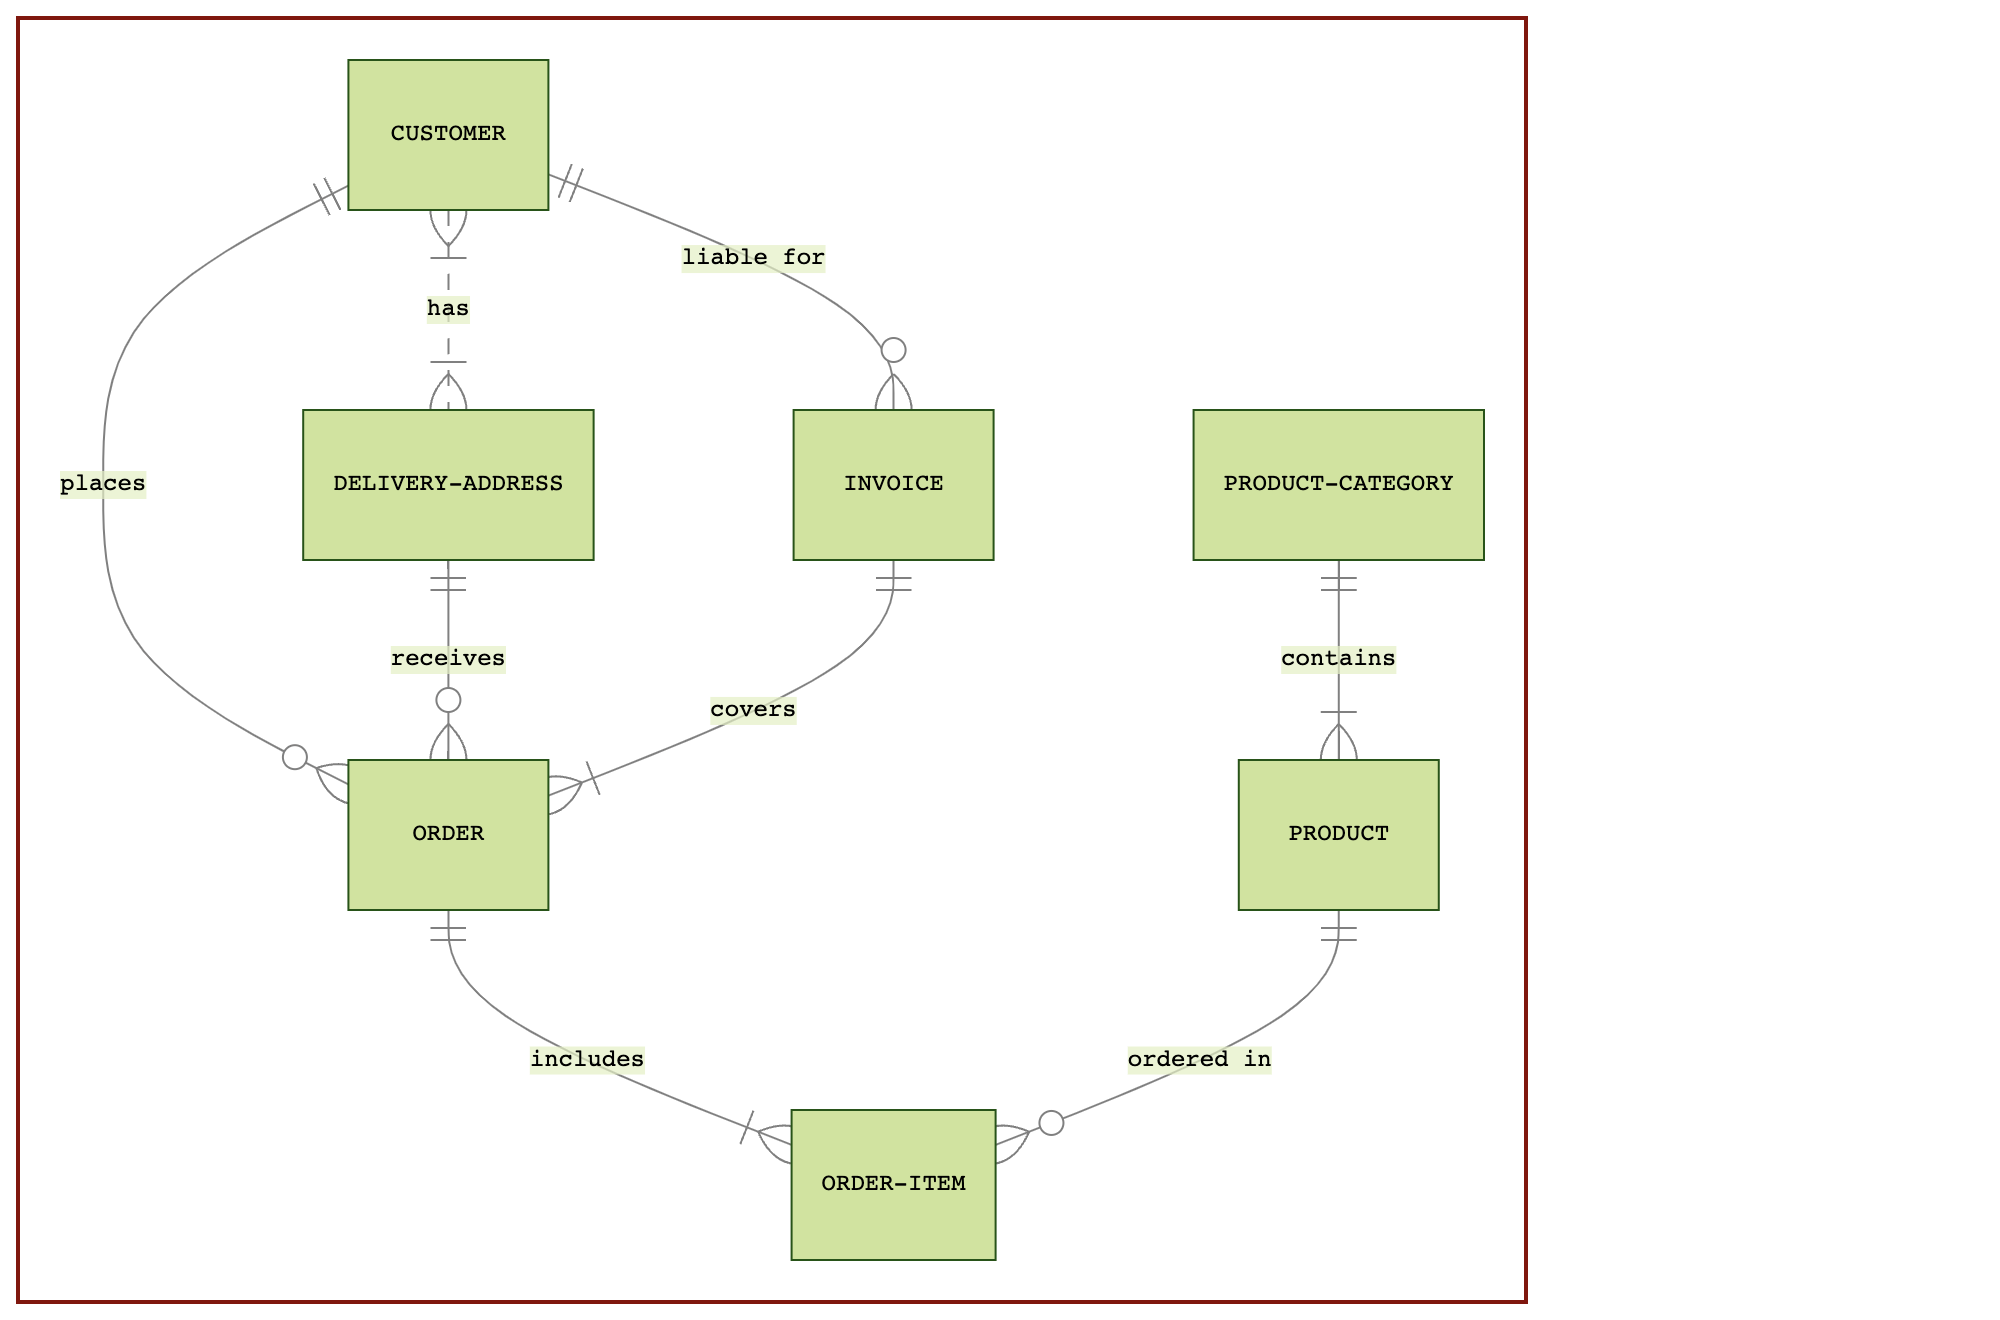 CUSTOMER
liable for
has
places
DELIVERY-ADDRESS
INVOICE
PRODUCT-CATEGORY
receives
contains
covers
ORDER
PRODUCT
includes
ordered in
ORDER-ITEM